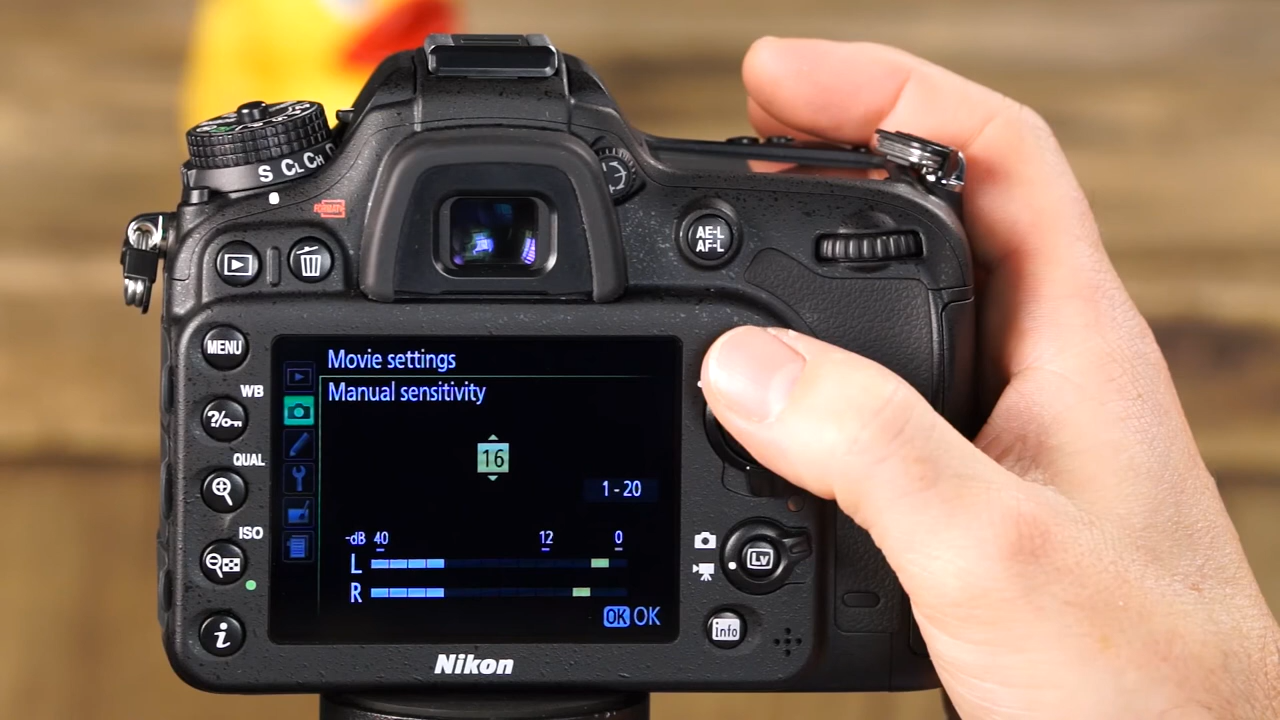 S CL CH
FORMAT
AE-L
AF-L
MENU
WB
?/
QUAL
ISO
i
Movie settings
Manual sensitivity
16
1 - 20
-dB 40 12 0
L
R
OK OK
Lv
info
Nikon